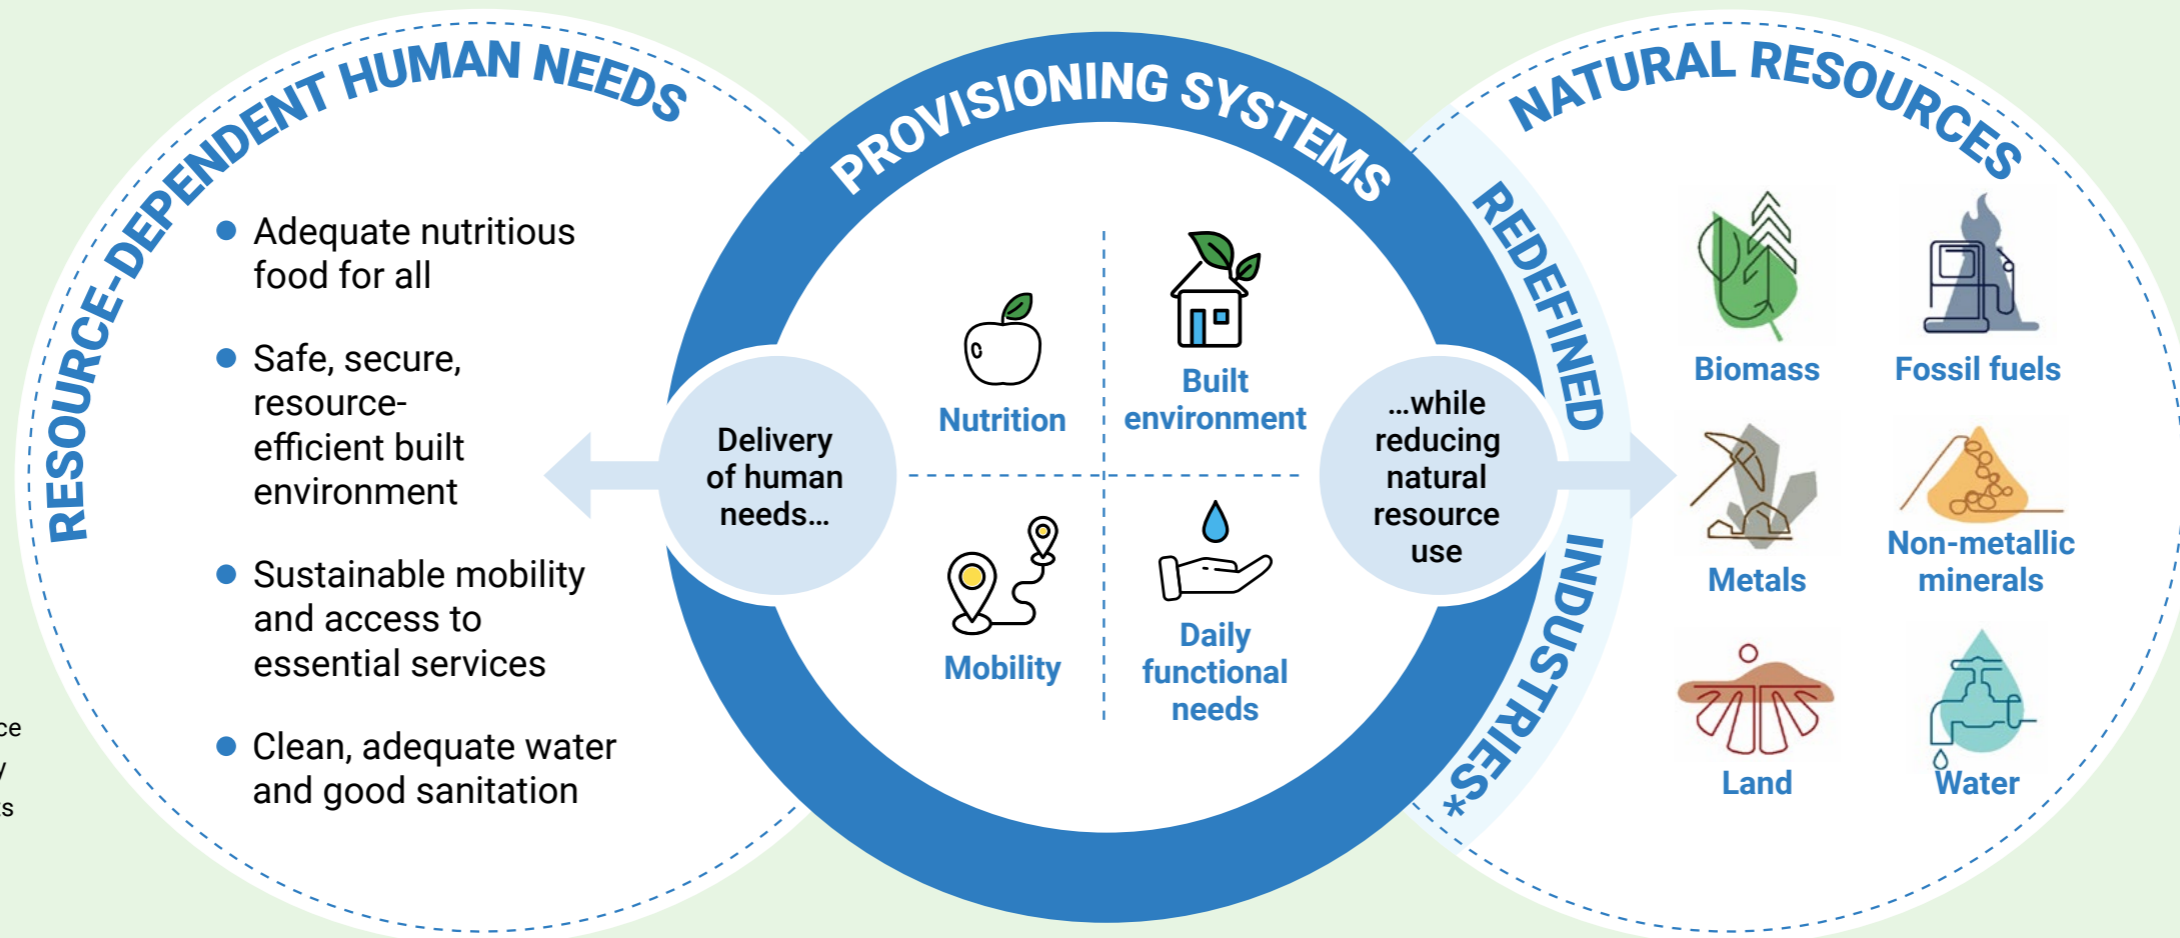 RESOURCE-DEPENDENT HUMAN NEEDS
Adequate nutritious
food for all
Safe, secure,
resource-
efficient built
environment
Sustainable mobility
and access to
essential services
Clean, adequate water
and good sanitation
PROVISIONING SYSTEMS
Delivery
of human
needs…
Nutrition
Built
environment
Mobility
Daily
functional
needs
…while
reducing
natural
resource
use
REDEFINED
INDUSTRIES*
NATURAL RESOURCES
Biomass
Fossil fuels
Metals
Non-metallic
minerals
Land
Water